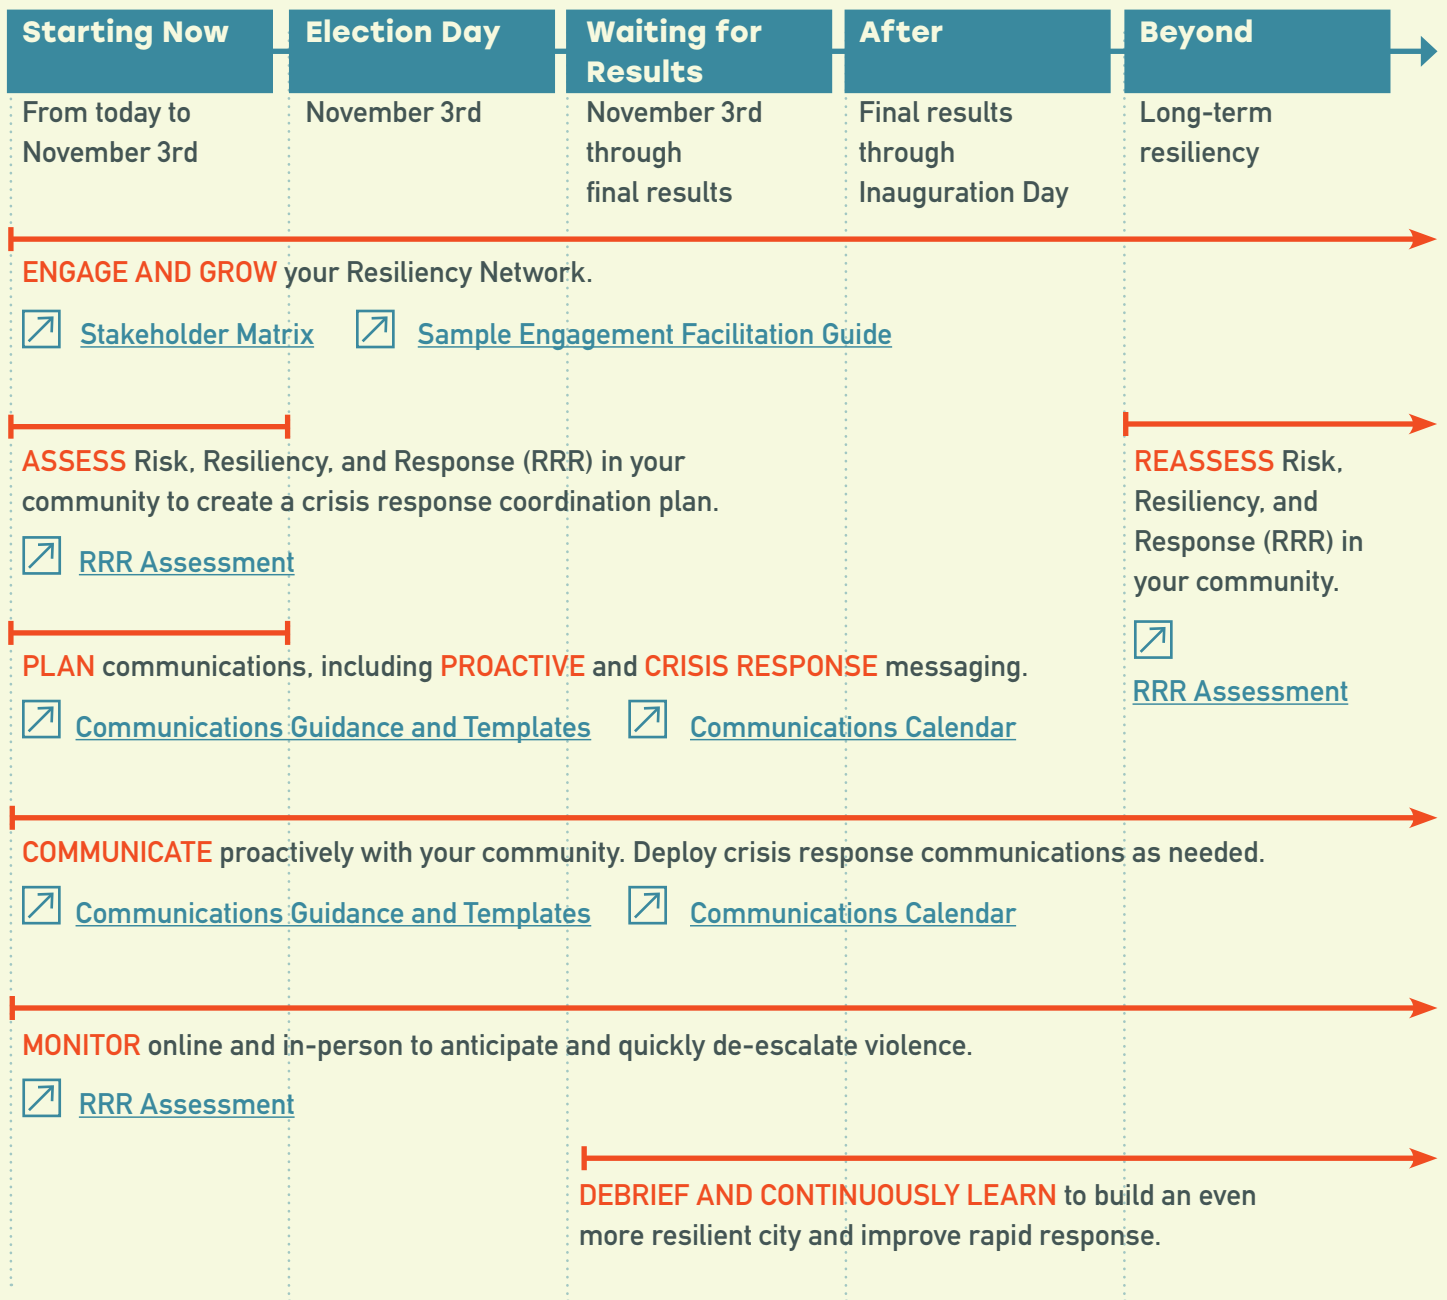 Starting Now
Election Day
Waiting for
Results
After
Beyond
From today to
November 3rd
November 3rd
November 3rd
through
final results
Final results
through
Inauguration Day
Long-term
resiliency
ENGAGE AND GROW your Resiliency Network.
Stakeholder Matrix
Sample Engagement Facilitation Guide
ASSESS Risk, Resiliency, and Response (RRR) in your
community to create a crisis response coordination plan.
RRR Assessment
REASSESS Risk,
Resiliency, and
Response (RRR) in
your community.
RRR Assessment
PLAN communications, including PROACTIVE and CRISIS RESPONSE messaging.
Communications Guidance and Templates
Communications Calendar
COMMUNICATE proactively with your community. Deploy crisis response communications as needed.
Communications Guidance and Templates
Communications Calendar
MONITOR online and in-person to anticipate and quickly de-escalate violence.
RRR Assessment
DEBRIEF AND CONTINUOUSLY LEARN to build an even
more resilient city and improve rapid response.